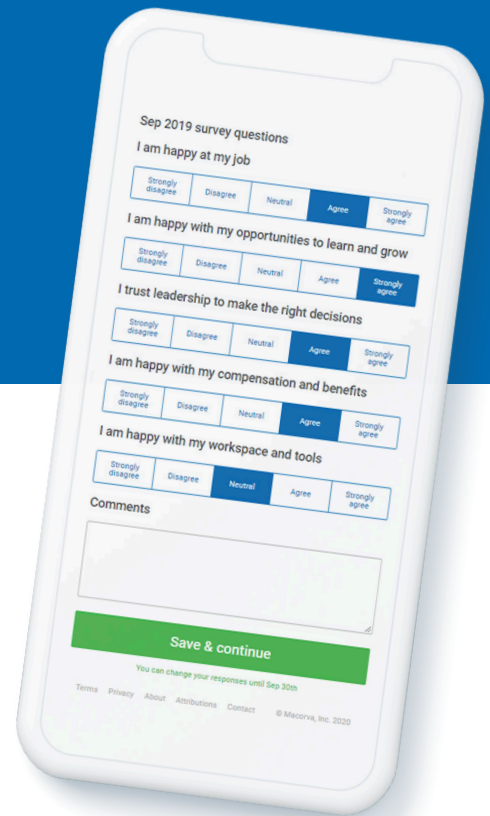 Sep 2019 survey questions
I am happy at my job
Strongly disagree Disagree Neutral Agree Strongly agree
I am happy with my opportunities to learn and grow
Strongly disagree Disagree Neutral Agree Strongly agree
I trust leadership to make the right decisions
Strongly disagree Disagree Neutral Agree Strongly agree
I am happy with my compensation and benefits
Strongly disagree Disagree Neutral Agree Strongly agree
I am happy with my workspace and tools
Strongly disagree Disagree Neutral Agree Strongly agree
Comments
Save & continue
You can change your responses until Sep 30th
Terms Privacy About Attributions Contact © Macorva, Inc. 2020